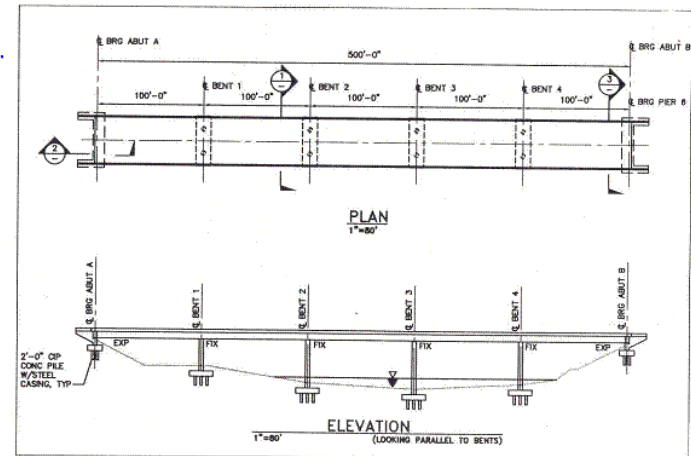 ℄ BRG ABUT A
℄ BRG ABUT B
500'-0"
℄ BENT 1
1
℄ BENT 2
℄ BENT 3
℄ BENT 4
3
100'-0"
100'-0"
100'-0"
100'-0"
100'-0"
℄ BRG PIER 6
2
PLAN
1"=80'
℄ BRG ABUT A
℄ BENT 1
℄ BENT 2
℄ BENT 3
℄ BENT 4
℄ BRG ABUT B
EXP
FIX
FIX
FIX
FIX
EXP
2'-0" CIP
CONC PILE
W/STEEL
CASING, TYP
ELEVATION
1"=80'
(LOOKING PARALLEL TO BENTS)